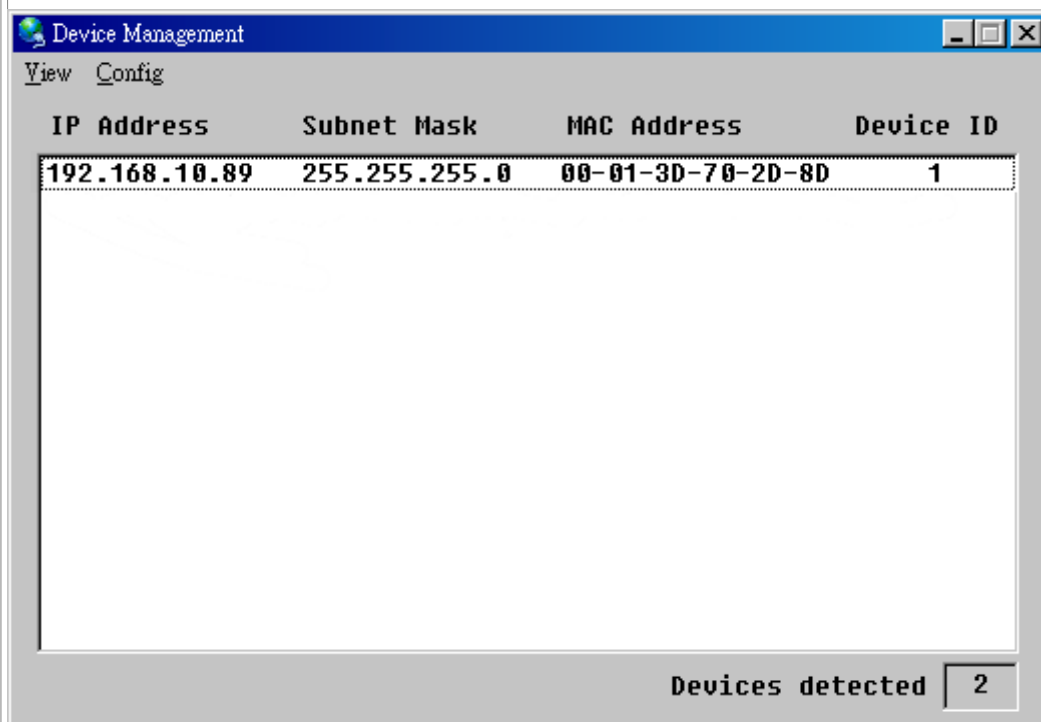 Device Management
View Config
IP Address Subnet Mask MAC Address Device ID
192.168.10.89 255.255.255.0 00-01-3D-70-2D-8D 1
Devices detected 2